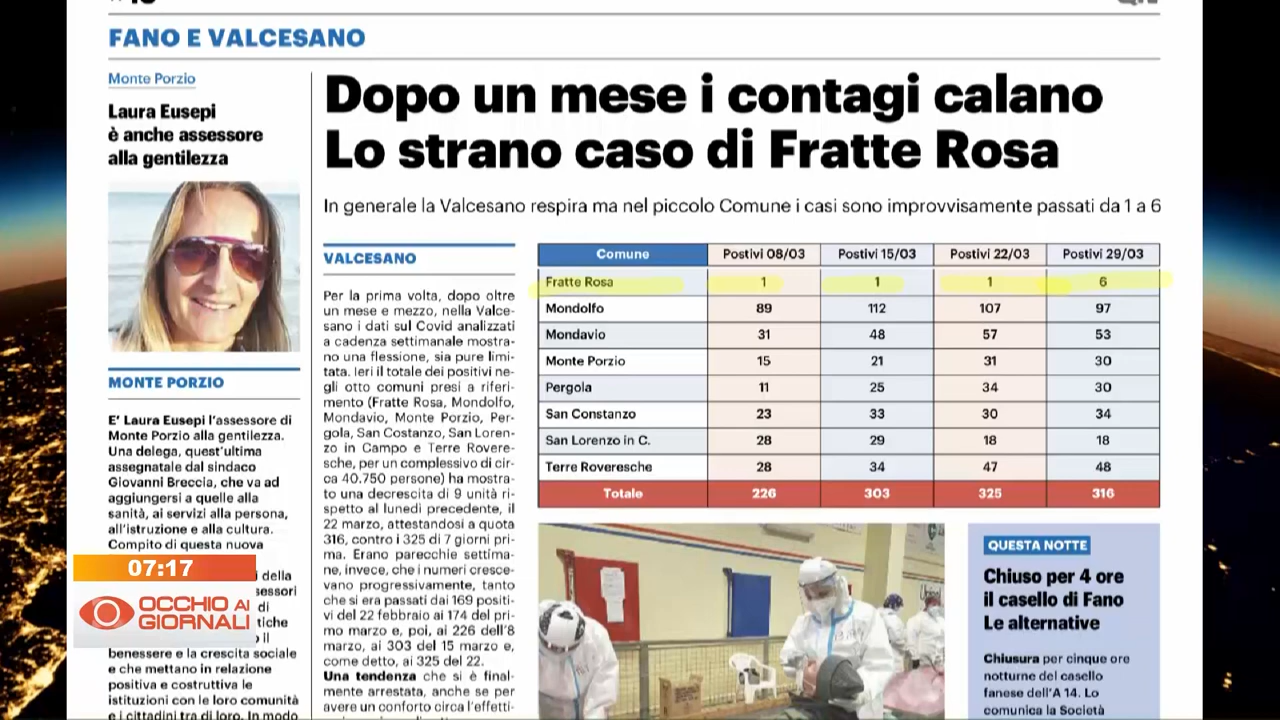 FANO E VALCESANO
Monte Porzio
Laura Eusepi
è anche assessore
alla gentilezza
MONTE PORZIO
E' Laura Eusepi l'assessore di
Monte Porzio alla gentilezza.
Una delega, quest'ultima
assegnatale dal sindaco
Giovanni Breccia, che va ad
aggiungersi a quelle alla
sanità, ai servizi alla persona,
all'istruzione e alla cultura.
Compito di questa nuova
della
di
il
benessere e la crescita sociale
e che mettano in relazione
positiva e costruttiva le
istituzioni con le loro comunità
e i cittadini tra di loro. In modo
07:17
OCCHIO AI
GIORNALI
Dopo un mese i contagi calano
Lo strano caso di Fratte Rosa
In generale la Valcesano respira ma nel piccolo Comune i casi sono improvvisamente passati da 1 a 6
VALCESANO
Per la prima volta, dopo oltre
un mese e mezzo, nella Valce-
sano i dati sul Covid analizzati
a cadenza settimanale mostra-
no una flessione, sia pure limi-
tata. Ieri il totale dei positivi ne-
gli otto comuni presi a riferi-
mento (Fratte Rosa, Mondolfo,
Mondavio, Monte Porzio, Per-
gola, San Costanzo, San Loren-
zo in Campo e Terre Rovere-
sche, per un complessivo di cir-
ca 40.750 persone) ha mostra-
to una decrescita di 9 unità ri-
spetto al lunedì precedente, il
22 marzo, attestandosi a quota
316, contro i 325 di 7 giorni pri-
ma. Erano parecchie settima-
ne, invece, che i numeri cresce-
vano progressivamente, tanto
che si era passati dai 169 positi-
vi del 22 febbraio ai 174 del pri-
mo marzo e, poi, ai 226 dell'8
marzo, ai 303 del 15 marzo e,
come detto, ai 325 del 22.
Una tendenza che si è final-
mente arrestata, anche se per
avere un conforto circa l'effetti-
Comune Postivi 08/03 Postivi 15/03 Postivi 22/03 Postivi 29/03
Fratte Rosa 1 1 1 6
Mondolfo 89 112 107 97
Mondavio 31 48 57 53
Monte Porzio 15 21 31 30
Pergola 11 25 34 30
San Constanzo 23 33 30 34
San Lorenzo in C. 28 29 18 18
Terre Roveresche 28 34 47 48
Totale 226 303 325 316
QUESTA NOTTE
Chiuso per 4 ore
il casello di Fano
Le alternative
Chiusura per cinque ore
notturne del casello
fanese dell'A 14. Lo
comunica la Società